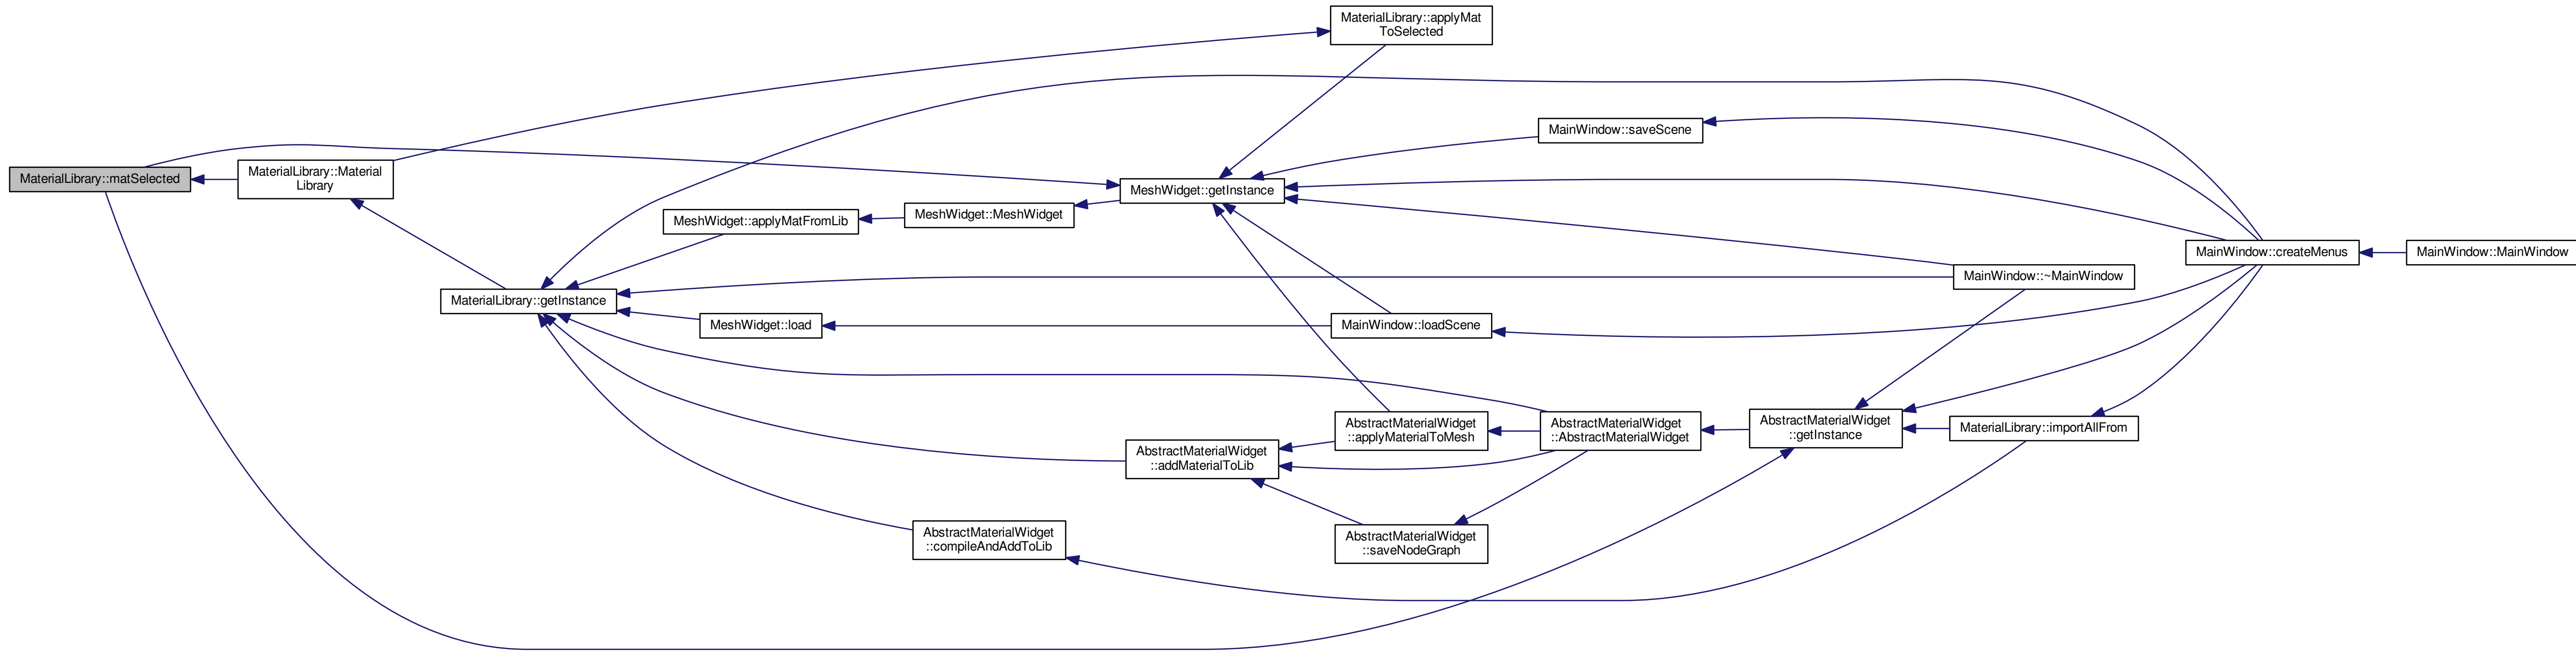 MaterialLibrary::applyMat
ToSelected
MainWindow::saveScene
MaterialLibrary::matSelected
MaterialLibrary::Material
Library
MeshWidget::getInstance
MeshWidget::applyMatFromLib
MeshWidget::MeshWidget
MainWindow::createMenus
MainWindow::MainWindow
MainWindow::~MainWindow
MaterialLibrary::getInstance
MeshWidget::load
MainWindow::loadScene
AbstractMaterialWidget
::applyMaterialToMesh
AbstractMaterialWidget
::AbstractMaterialWidget
AbstractMaterialWidget
::getInstance
MaterialLibrary::importAllFrom
AbstractMaterialWidget
::addMaterialToLib
AbstractMaterialWidget
::compileAndAddToLib
AbstractMaterialWidget
::saveNodeGraph